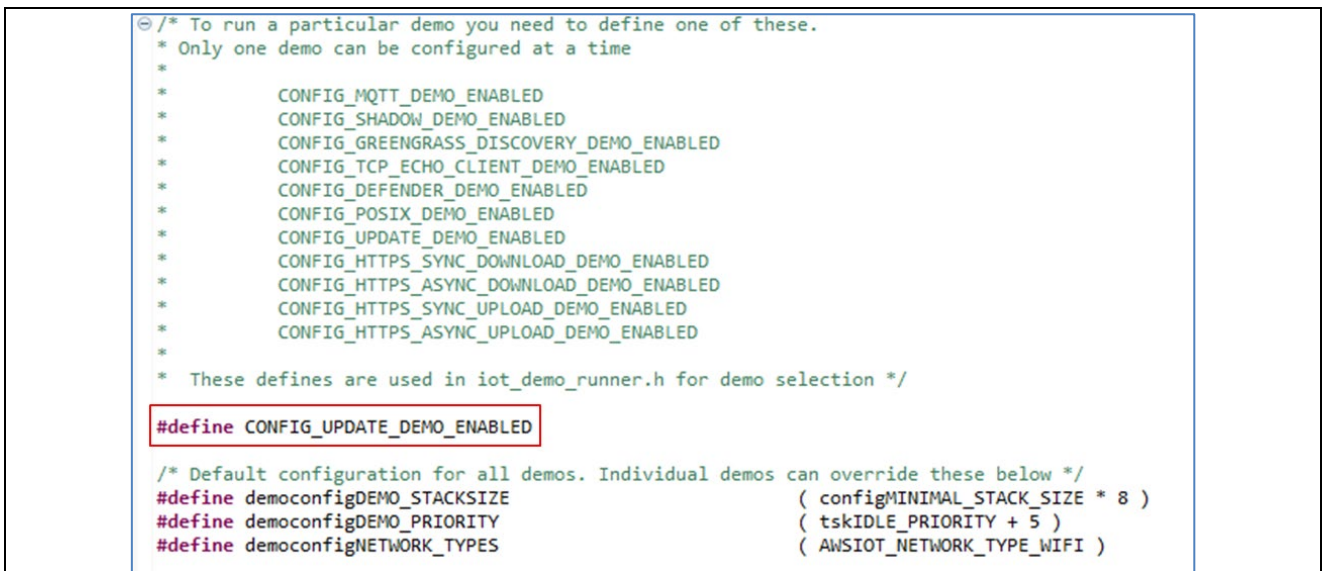 /* To run a particular demo you need to define one of these.
* Only one demo can be configured at a time
*
* CONFIG_MQTT_DEMO_ENABLED
* CONFIG_SHADOW_DEMO_ENABLED
* CONFIG_GREENGRASS_DISCOVERY_DEMO_ENABLED
* CONFIG_TCP_ECHO_CLIENT_DEMO_ENABLED
* CONFIG_DEFENDER_DEMO_ENABLED
* CONFIG_POSIX_DEMO_ENABLED
* CONFIG_UPDATE_DEMO_ENABLED
* CONFIG_HTTPS_SYNC_DOWNLOAD_DEMO_ENABLED
* CONFIG_HTTPS_ASYNC_DOWNLOAD_DEMO_ENABLED
* CONFIG_HTTPS_SYNC_UPLOAD_DEMO_ENABLED
* CONFIG_HTTPS_ASYNC_UPLOAD_DEMO_ENABLED
*
* These defines are used in iot_demo_runner.h for demo selection */
#define CONFIG_UPDATE_DEMO_ENABLED
/* Default configuration for all demos. Individual demos can override these below */
#define democonfigDEMO_STACKSIZE ( configMINIMAL_STACK_SIZE * 8 )
#define democonfigDEMO_PRIORITY ( tskIDLE_PRIORITY + 5 )
#define democonfigNETWORK_TYPES ( AWSIOT_NETWORK_TYPE_WIFI )